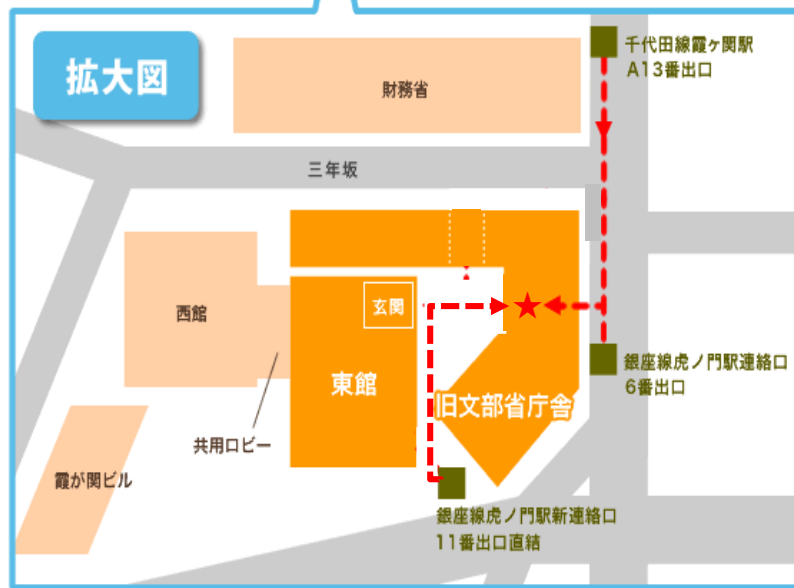 拡大図
千代田線霞ヶ関駅
A13番出口
財務省
三年坂
西館
玄関
東館
旧文部省庁舎
銀座線虎ノ門駅連絡口
6番出口
共用ロビー
霞が関ビル
銀座線虎ノ門駅新連絡口
11番出口直結